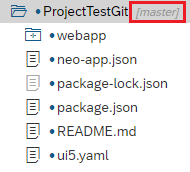 ProjectTestGit [master]
webapp
neo-app.json
package-lock.json
package.json
README.md
ui5.yaml